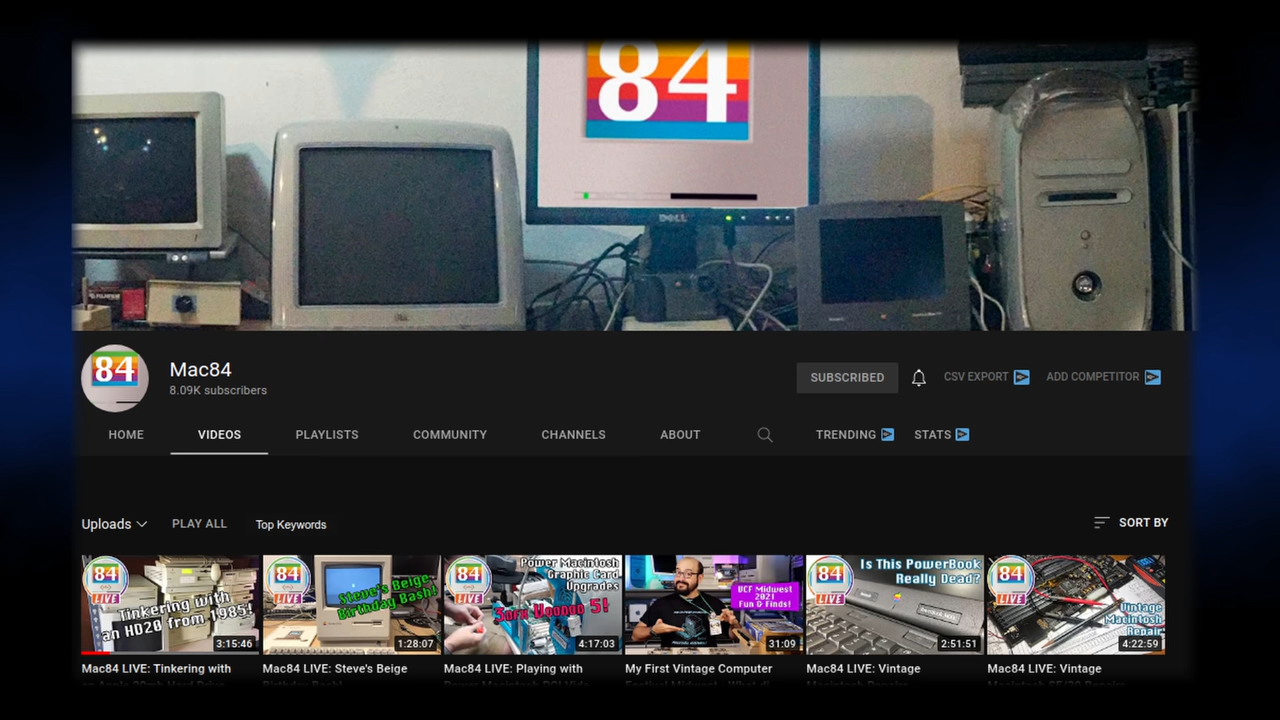 84
DELL
84
Mac84
8.09K subscribers
SUBSCRIBED
CSV EXPORT
ADD COMPETITOR
HOME
VIDEOS
PLAYLISTS
COMMUNITY
CHANNELS
ABOUT
TRENDING
STATS
Uploads
PLAY ALL
Top Keywords
SORT BY
84
LIVE
Tinkering with
an HD20 from 1985!
3:15:46
84
LIVE
Steve's Beige
Birthday Bash!
1:28:07
84
LIVE
Power Macintosh
Graphic Card
Upgrades
5!
4:17:03
VCF Midwest
2021
Fun & Finds!
31:09
84
LIVE
Is This PowerBook
Really Dead?
2:51:51
84
LIVE
Vintage
Macintosh
Repair
4:22:59
Mac84 LIVE: Tinkering with
Mac84 LIVE: Steve's Beige
Birthday Bash!
Mac84 LIVE: Playing with
My First Vintage Computer
Mac84 LIVE: Vintage
Mac84 LIVE: Vintage